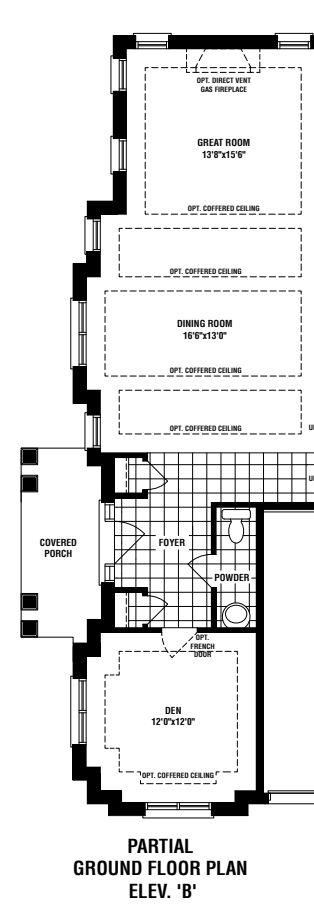 OPT. DIRECT VENT
GAS FIREPLACE
GREAT ROOM
13'8"x15'6"
OPT. COFFERED CEILING
OPT. COFFERED CEILING
DINING ROOM
16'6"x13'0"
OPT. COFFERED CEILING
OPT. COFFERED CEILING
COVERED
PORCH
FOYER
POWDER
OPT.
FRENCH
DOOR
DEN
12'0"x12'0"
OPT. COFFERED CEILING
PARTIAL
GROUND FLOOR PLAN
ELEV. 'B'